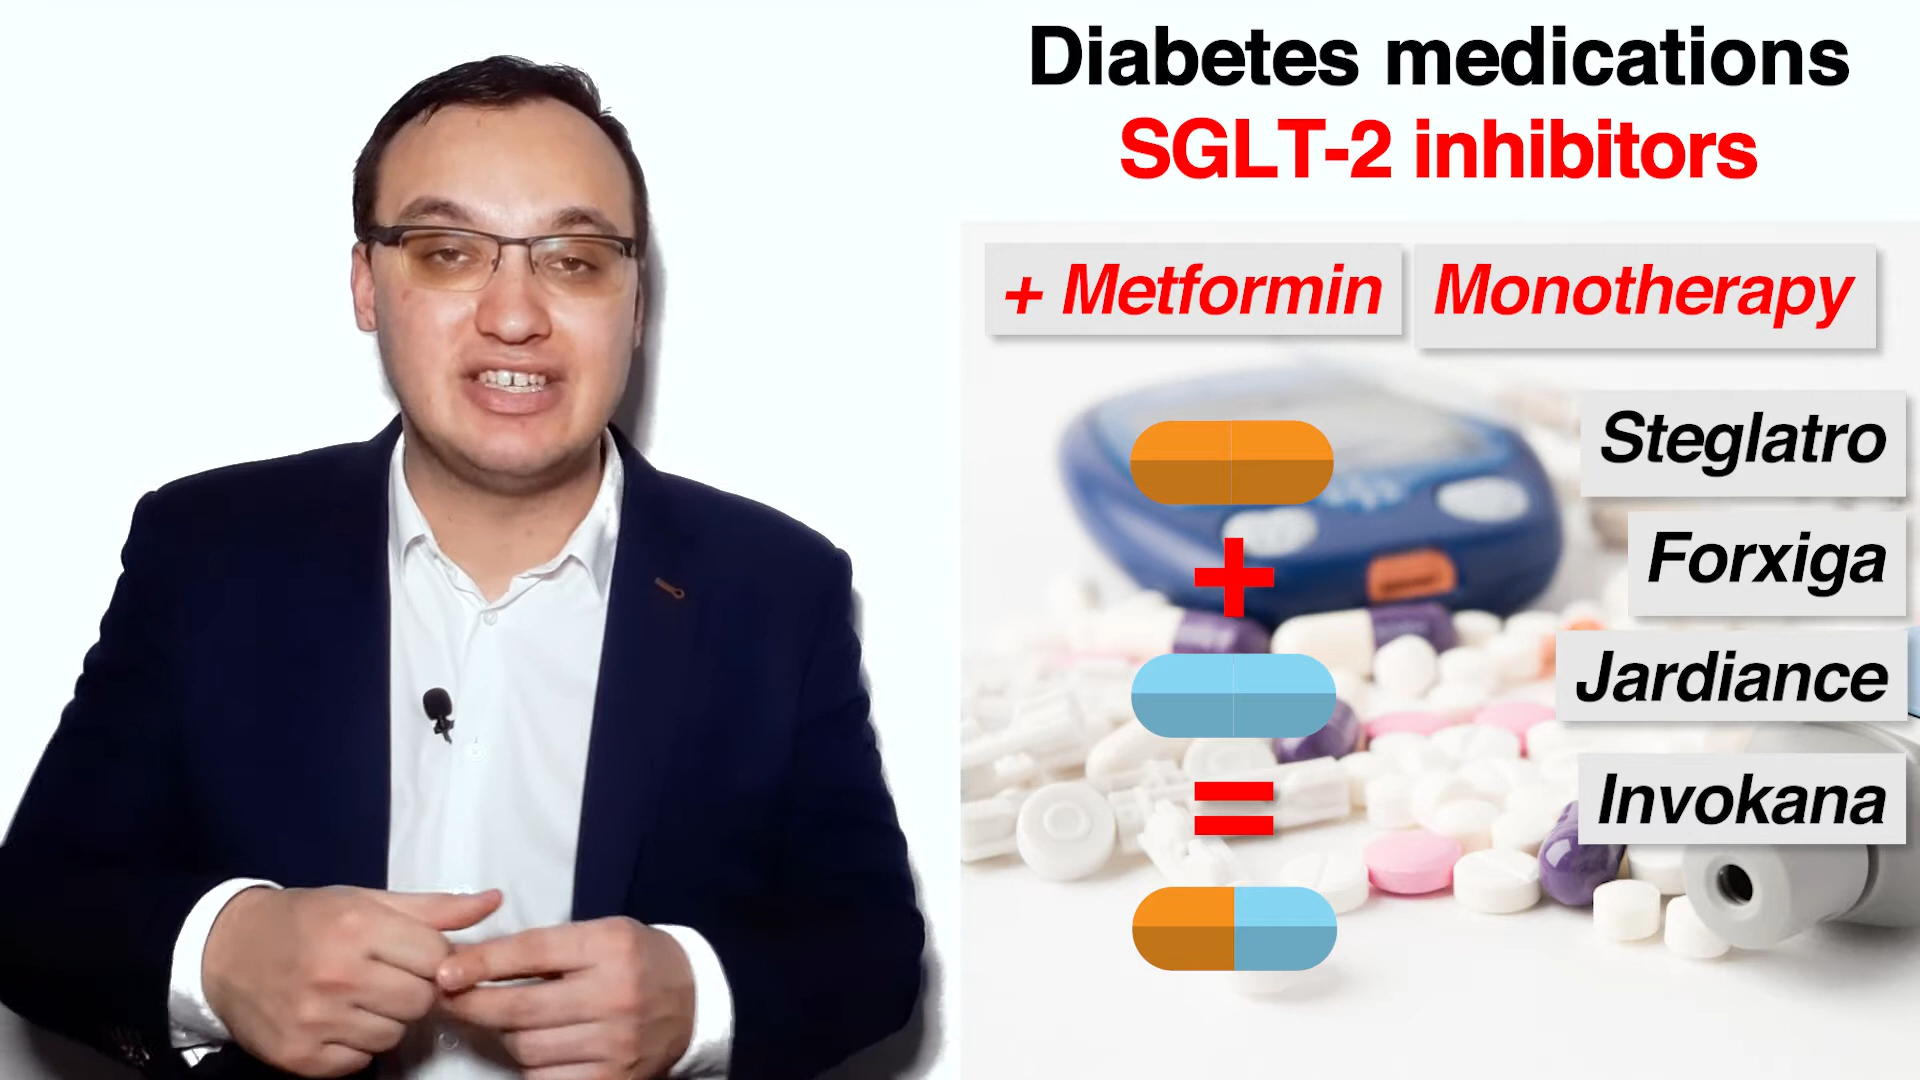 Diabetes medications
SGLT-2 inhibitors
+ Metformin Monotherapy
Steglatro
Forxiga
Jardiance
Invokana